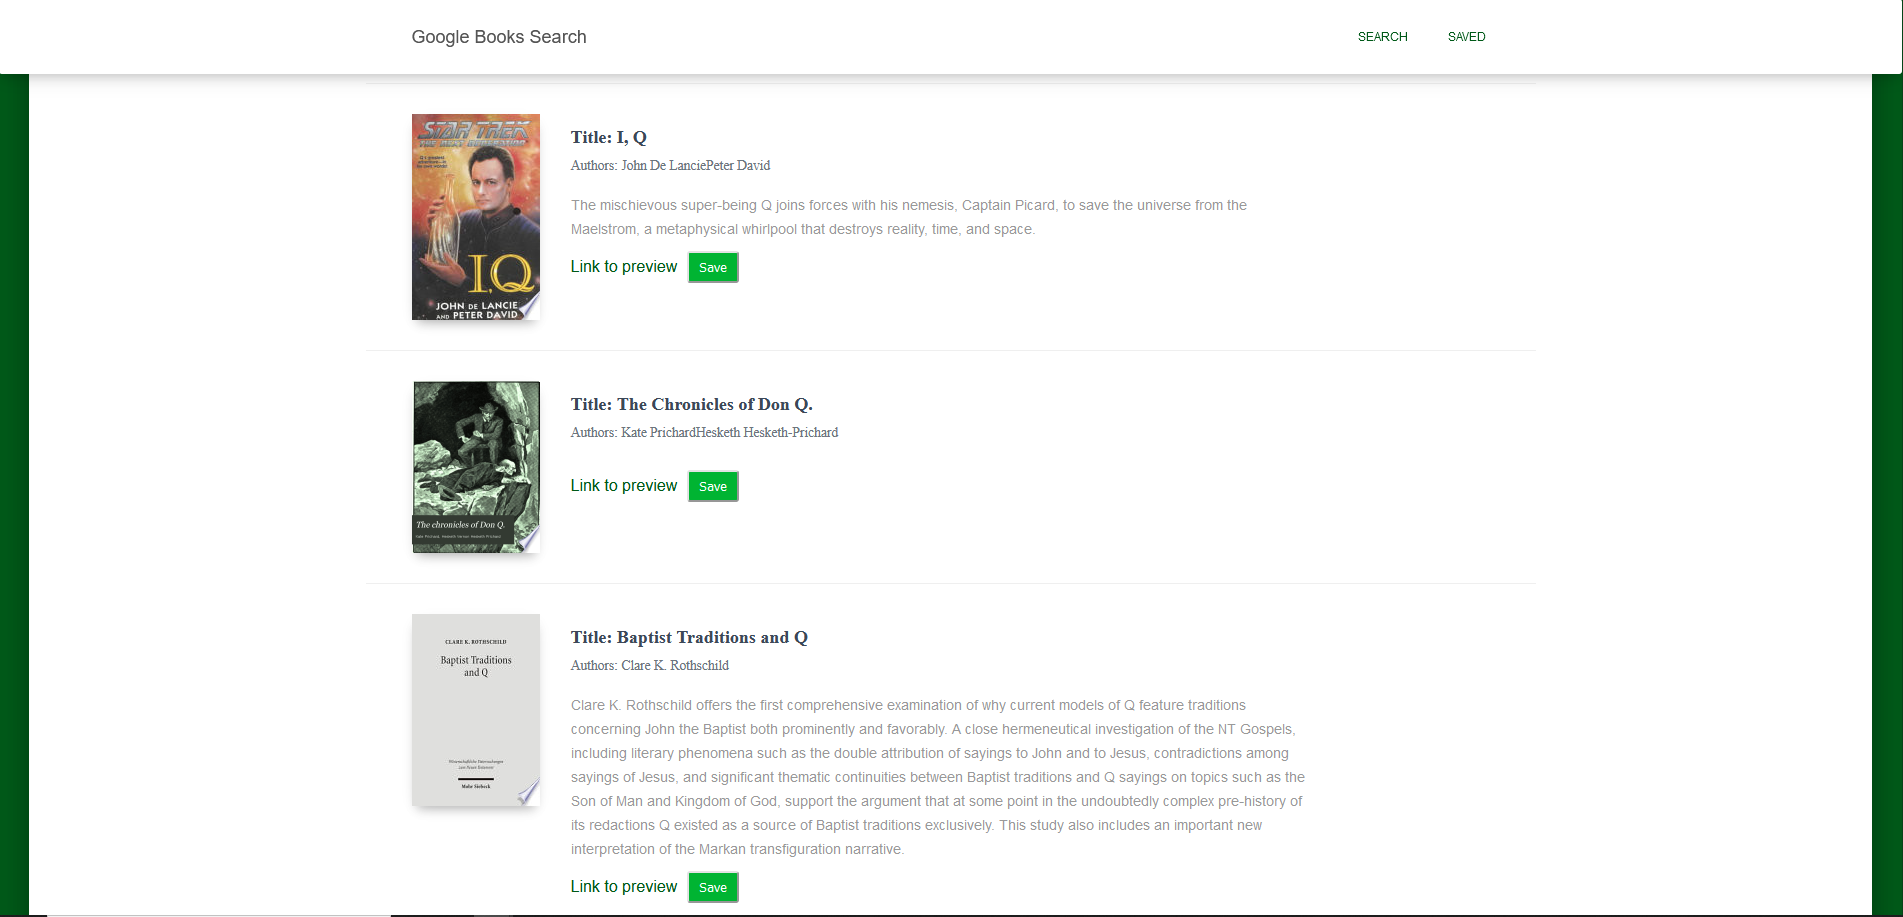 Google Books Search
SEARCH
SAVED
STAR TREK
THE NEXT GENERATION
I, Q
JOHN DE LANCIE
AND PETER DAVID
Title: I, Q
Authors: John De LanciePeter David
The mischievous super-being Q joins forces with his nemesis, Captain Picard, to save the universe from the
Maelstrom, a metaphysical whirlpool that destroys reality, time, and space.
Link to preview
Save
The chronicles of Don Q.
Title: The Chronicles of Don Q.
Authors: Kate PrichardHesketh Hesketh-Prichard
Link to preview
Save
CLARE K. ROTHSCHILD
Baptist Traditions
and Q
Mohr Siebeck
Title: Baptist Traditions and Q
Authors: Clare K. Rothschild
Clare K. Rothschild offers the first comprehensive examination of why current models of Q feature traditions
concerning John the Baptist both prominently and favorably. A close hermeneutical investigation of the NT Gospels,
including literary phenomena such as the double attribution of sayings to John and to Jesus, contradictions among
sayings of Jesus, and significant thematic continuities between Baptist traditions and Q sayings on topics such as the
Son of Man and Kingdom of God, support the argument that at some point in the undoubtedly complex pre-history of
its redactions Q existed as a source of Baptist traditions exclusively. This study also includes an important new
interpretation of the Markan transfiguration narrative.
Link to preview
Save